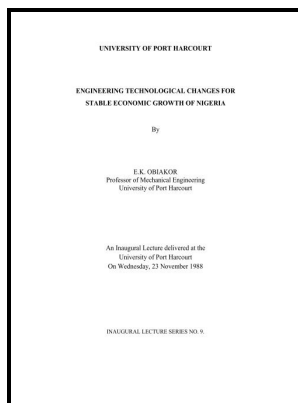 UNIVERSITY OF PORT HARCOURT
ENGINEERING TECHNOLOGICAL CHANGES FOR
STABLE ECONOMIC GROWTH OF NIGERIA
By
E.K. OBIAKOR
Professor of Mechanical Engineering
University of Port Harcourt
An Inaugural Lecture delivered at the
University of Port Harcourt
On Wednesday, 23 November 1988
INAUGURAL LECTURE SERIES NO. 9.